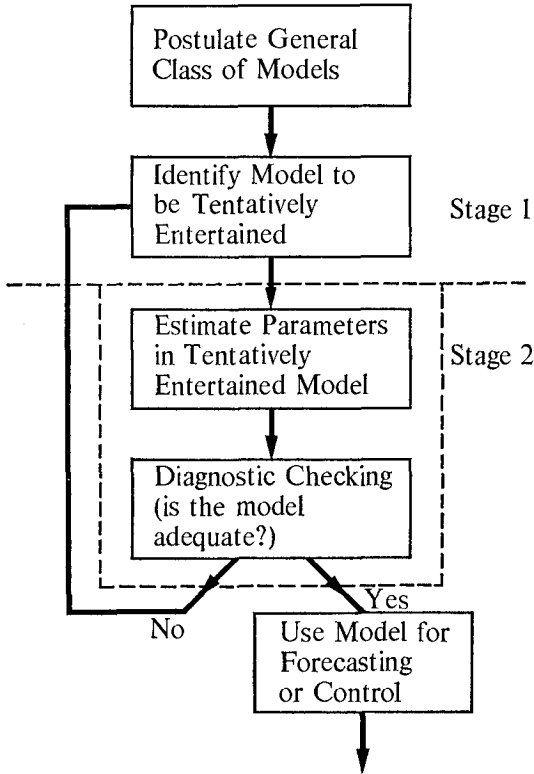 Postulate General
Class of Models
Identify Model to
be Tentatively
Entertained
Stage 1
Estimate Parameters
in Tentatively
Entertained Model
Stage 2
Diagnostic Checking
(is the model
adequate?)
No
Yes
Use Model for
Forecasting
or Control